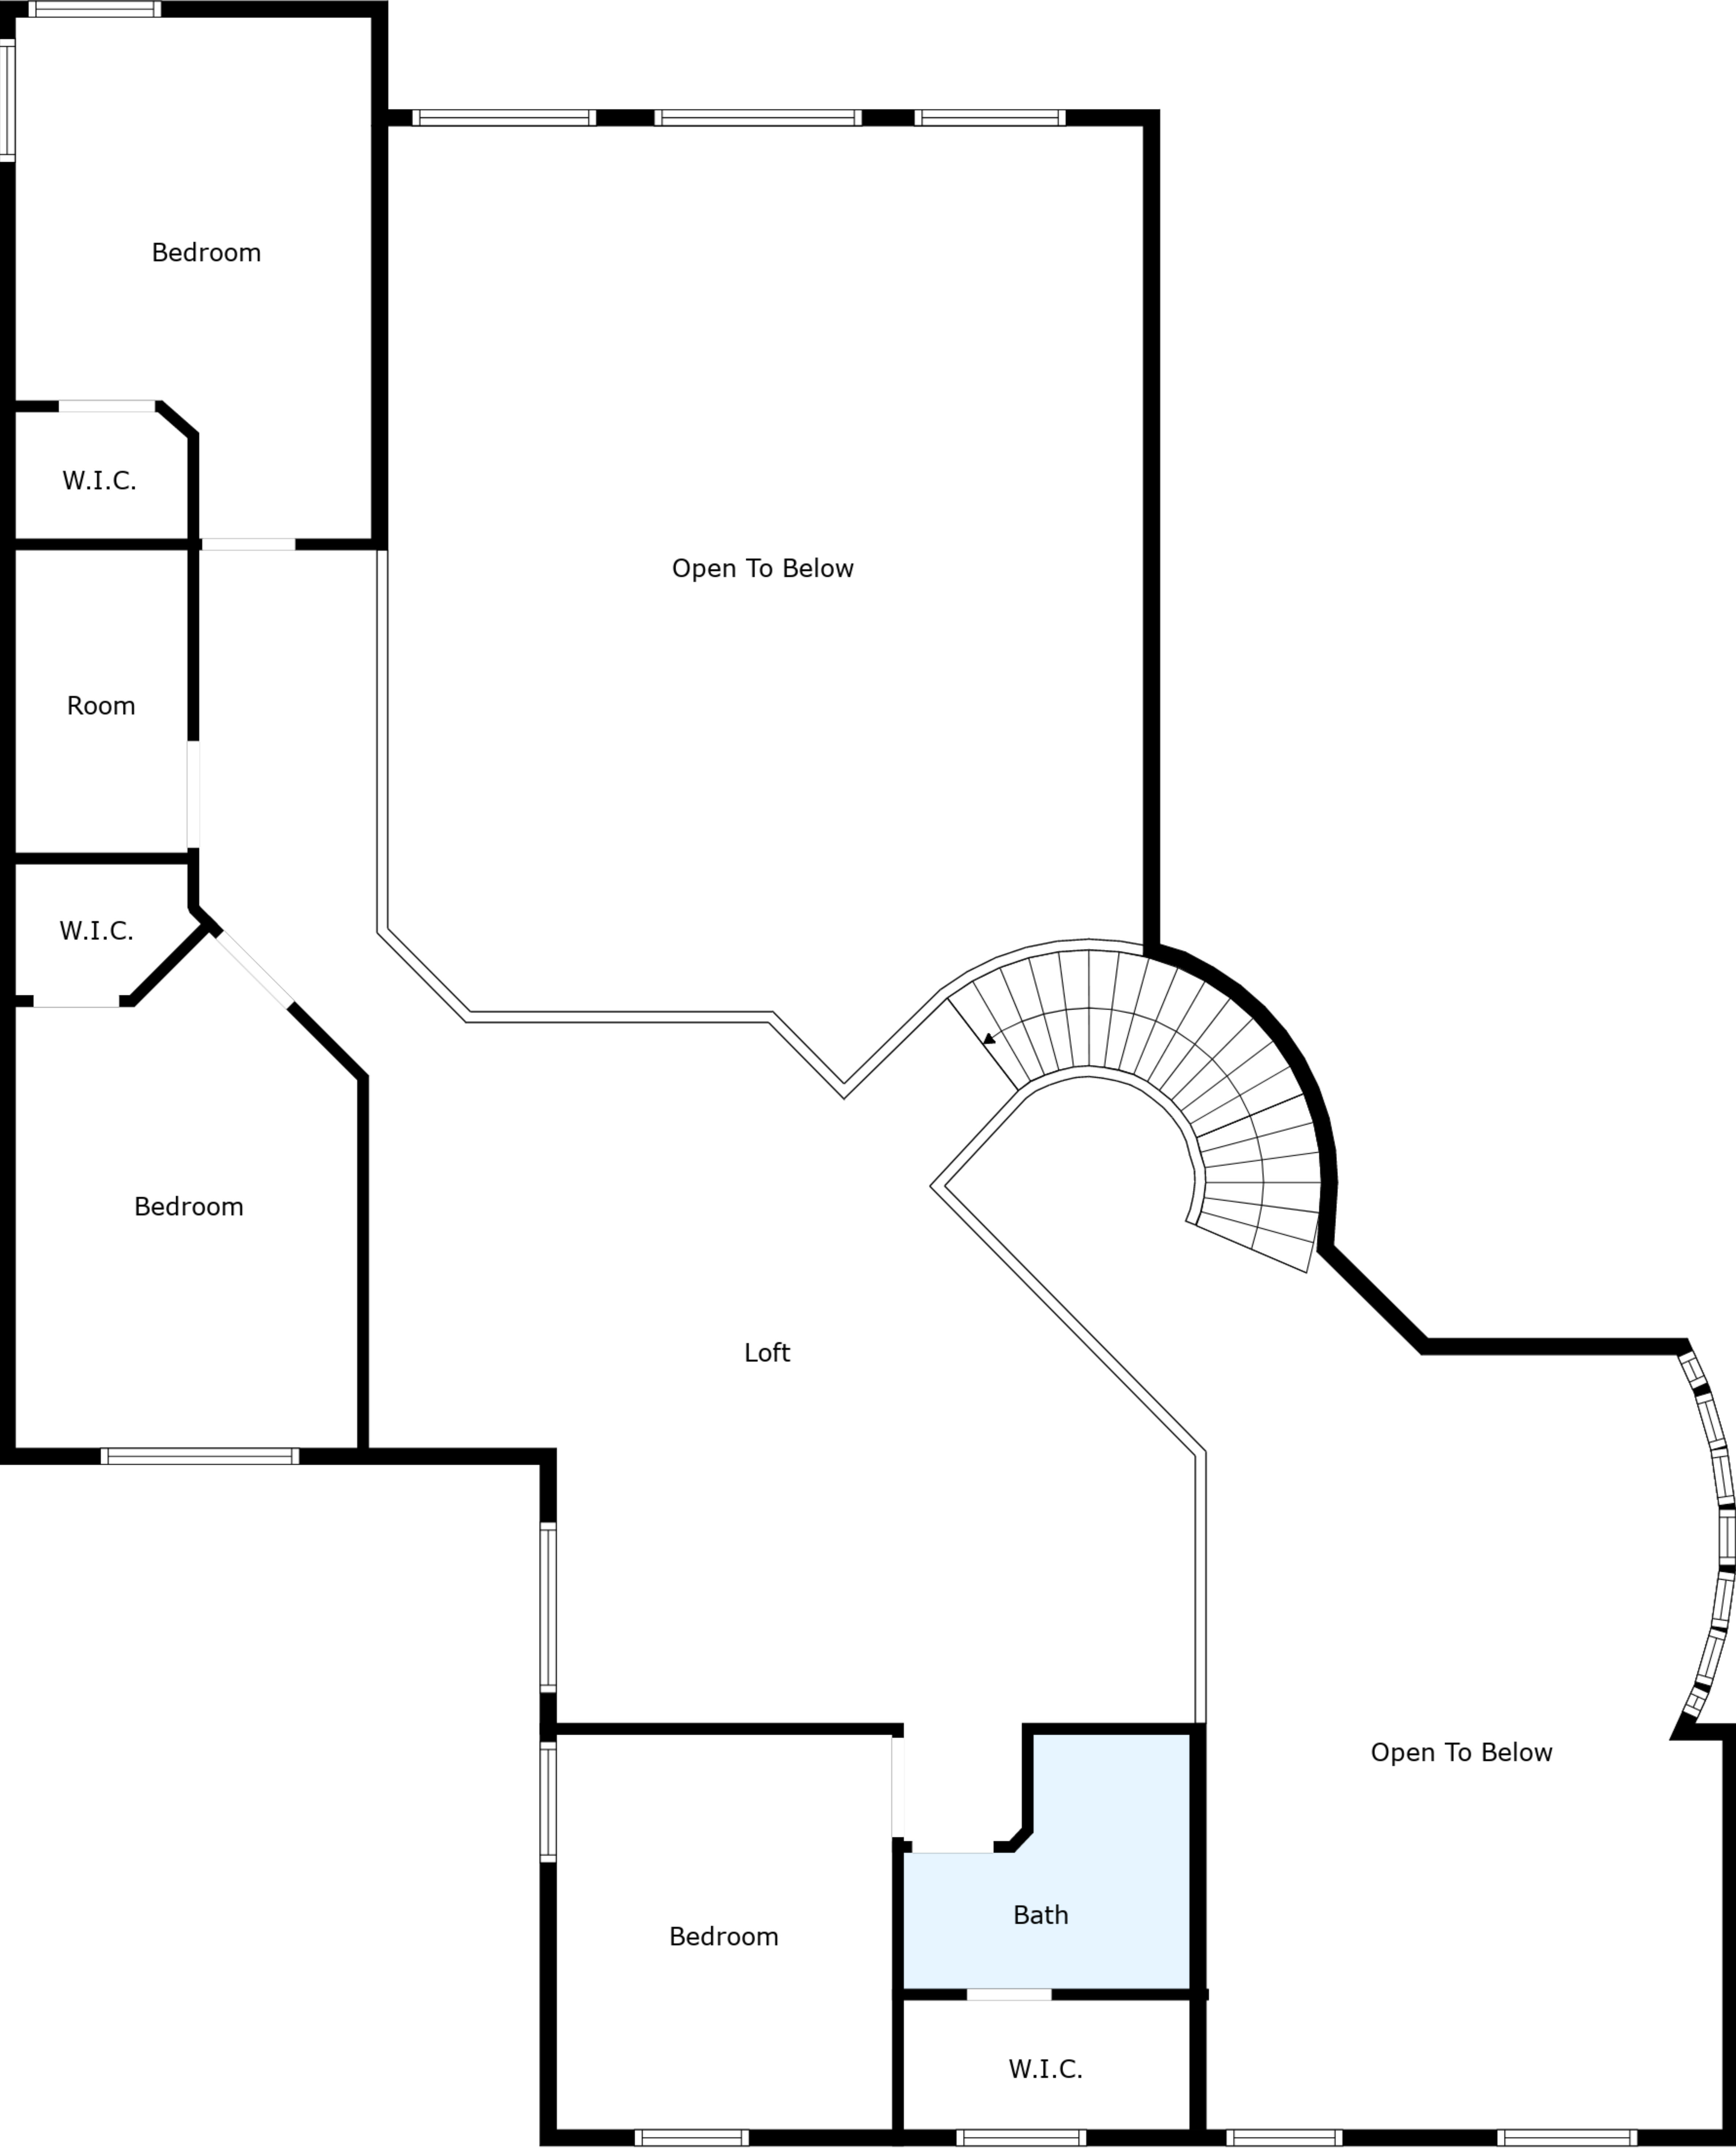 Bedroom
W.I.C.
Open To Below
Room
W.I.C.
Bedroom
Loft
Open To Below
Bath
Bedroom
W.I.C.